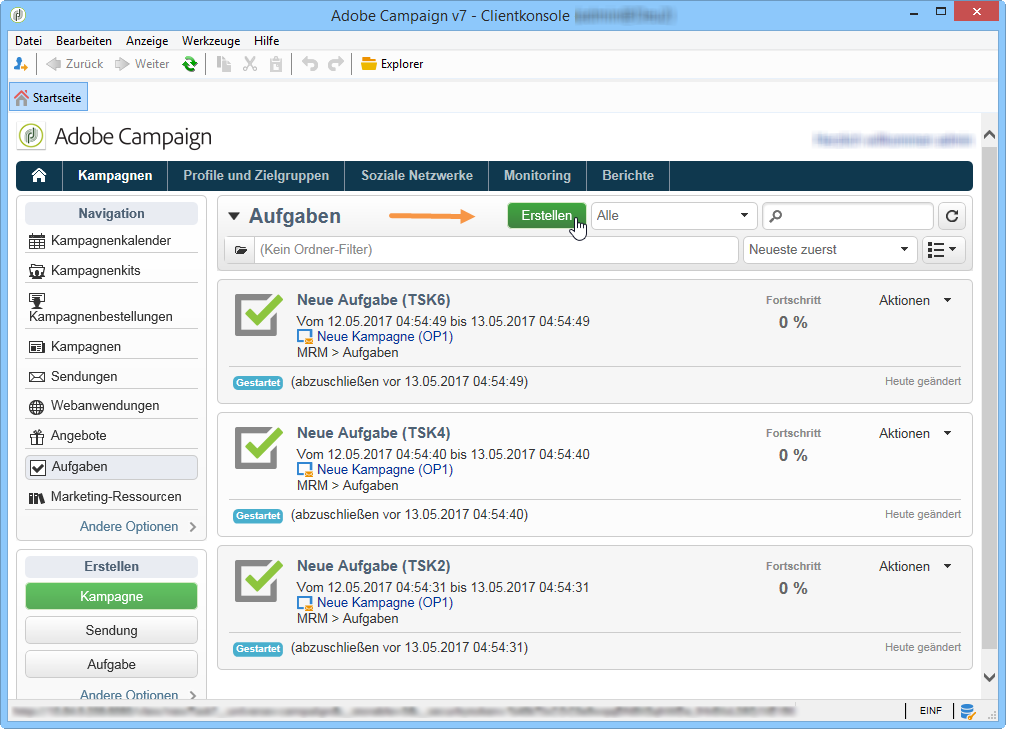 Adobe Campaign v7 - Clientkonsole
Datei Bearbeiten Anzeige Werkzeuge Hilfe
Zurück Weiter Explorer
Startseite
Adobe Campaign
Kampagnen Profile und Zielgruppen Soziale Netzwerke Monitoring Berichte
Navigation
Kampagnenkalender
Kampagnenkits
Kampagnenbestellungen
Kampagnen
Sendungen
Webanwendungen
Angebote
Aufgaben
Marketing-Ressourcen
Andere Optionen
Erstellen
Kampagne
Sendung
Aufgabe
Andere Optionen
Aufgaben Erstellen Alle
(Kein Ordner-Filter) Neueste zuerst
Neue Aufgabe (TSK6) Fortschritt Aktionen
Vom 12.05.2017 04:54:49 bis 13.05.2017 04:54:49 0 %
Neue Kampagne (OP1)
MRM > Aufgaben
Gestartet (abzuschließen vor 13.05.2017 04:54:49) Heute geändert
Neue Aufgabe (TSK4) Fortschritt Aktionen
Vom 12.05.2017 04:54:40 bis 13.05.2017 04:54:40 0 %
Neue Kampagne (OP1)
MRM > Aufgaben
Gestartet (abzuschließen vor 13.05.2017 04:54:40) Heute geändert
Neue Aufgabe (TSK2) Fortschritt Aktionen
Vom 12.05.2017 04:54:31 bis 13.05.2017 04:54:31 0 %
Neue Kampagne (OP1)
MRM > Aufgaben
Gestartet (abzuschließen vor 13.05.2017 04:54:31) Heute geändert
EINF